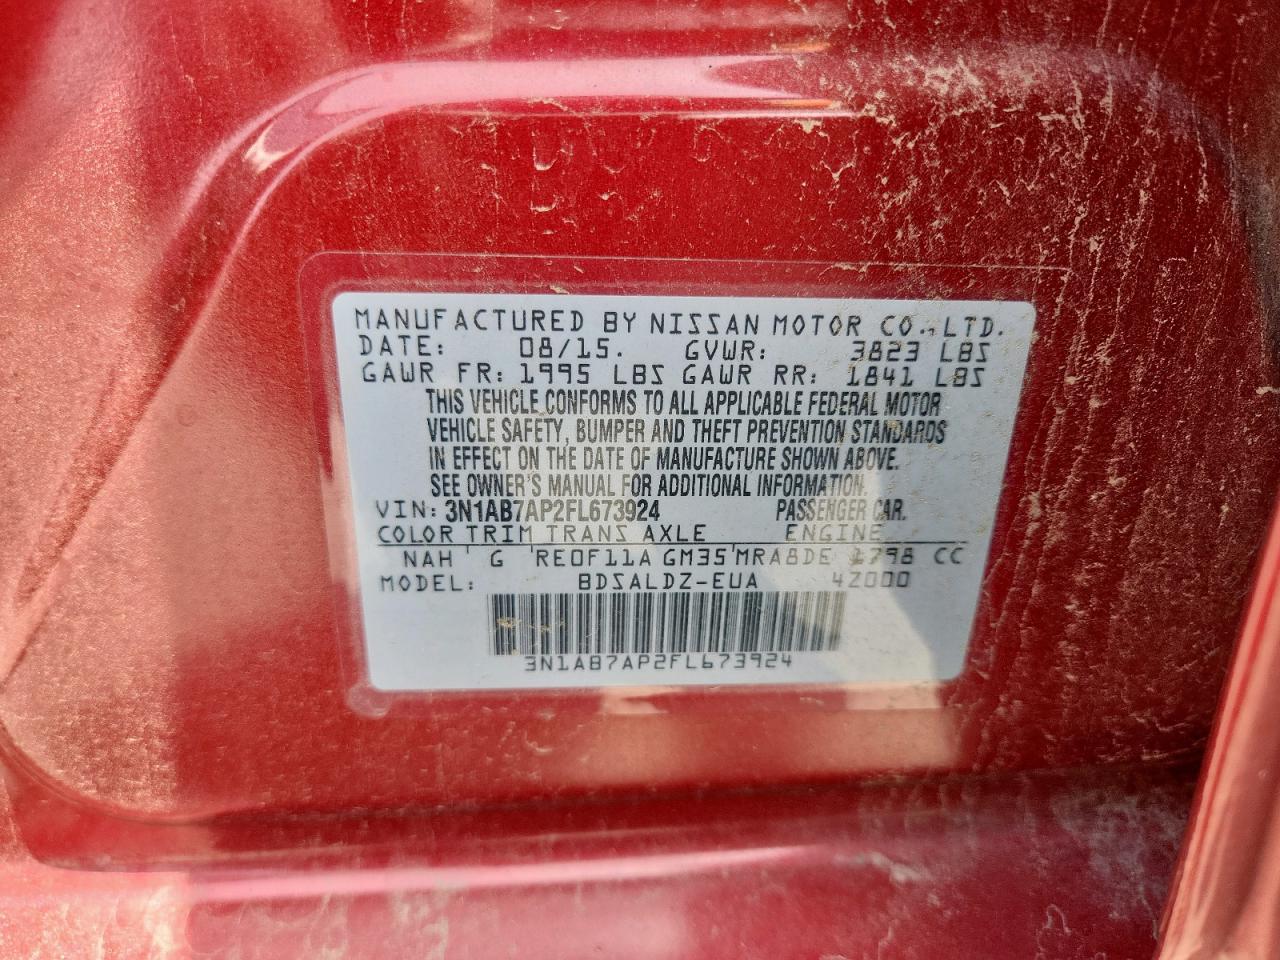 MANUFACTURED BY NISSAN MOTOR CO., LTD.
DATE: 08/15. GVWR: 3823 LBS
GAWR FR: 1995 LBS GAWR RR: 1841 LBS
THIS VEHICLE CONFORMS TO ALL APPLICABLE FEDERAL MOTOR
VEHICLE SAFETY, BUMPER AND THEFT PREVENTION STANDARDS
IN EFFECT ON THE DATE OF MANUFACTURE SHOWN ABOVE.
SEE OWNER'S MANUAL FOR ADDITIONAL INFORMATION.
VIN: 3N1AB7AP2FL673924 PASSENGER CAR.
COLOR TRIM TRANS AXLE ENGINE
NAH G RE0F11A GM35 MRA8DE 1798 CC
MODEL: BDSALDZ-EUA 4Z000
3N1AB7AP2FL673924